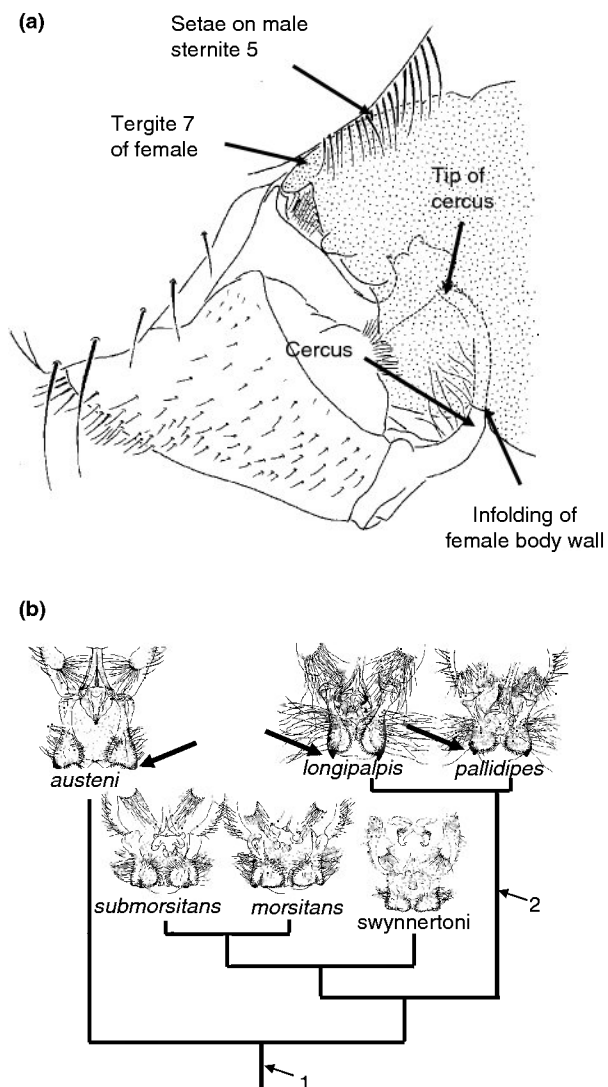 (a)
Setae on male
sternite 5
Tergite 7
of female
Tip of
cercus
Cercus
Infolding of
female body wall
(b)
austeni
longipalpis
pallidipes
submorsitans
morsitans
swynnertoni
2
1